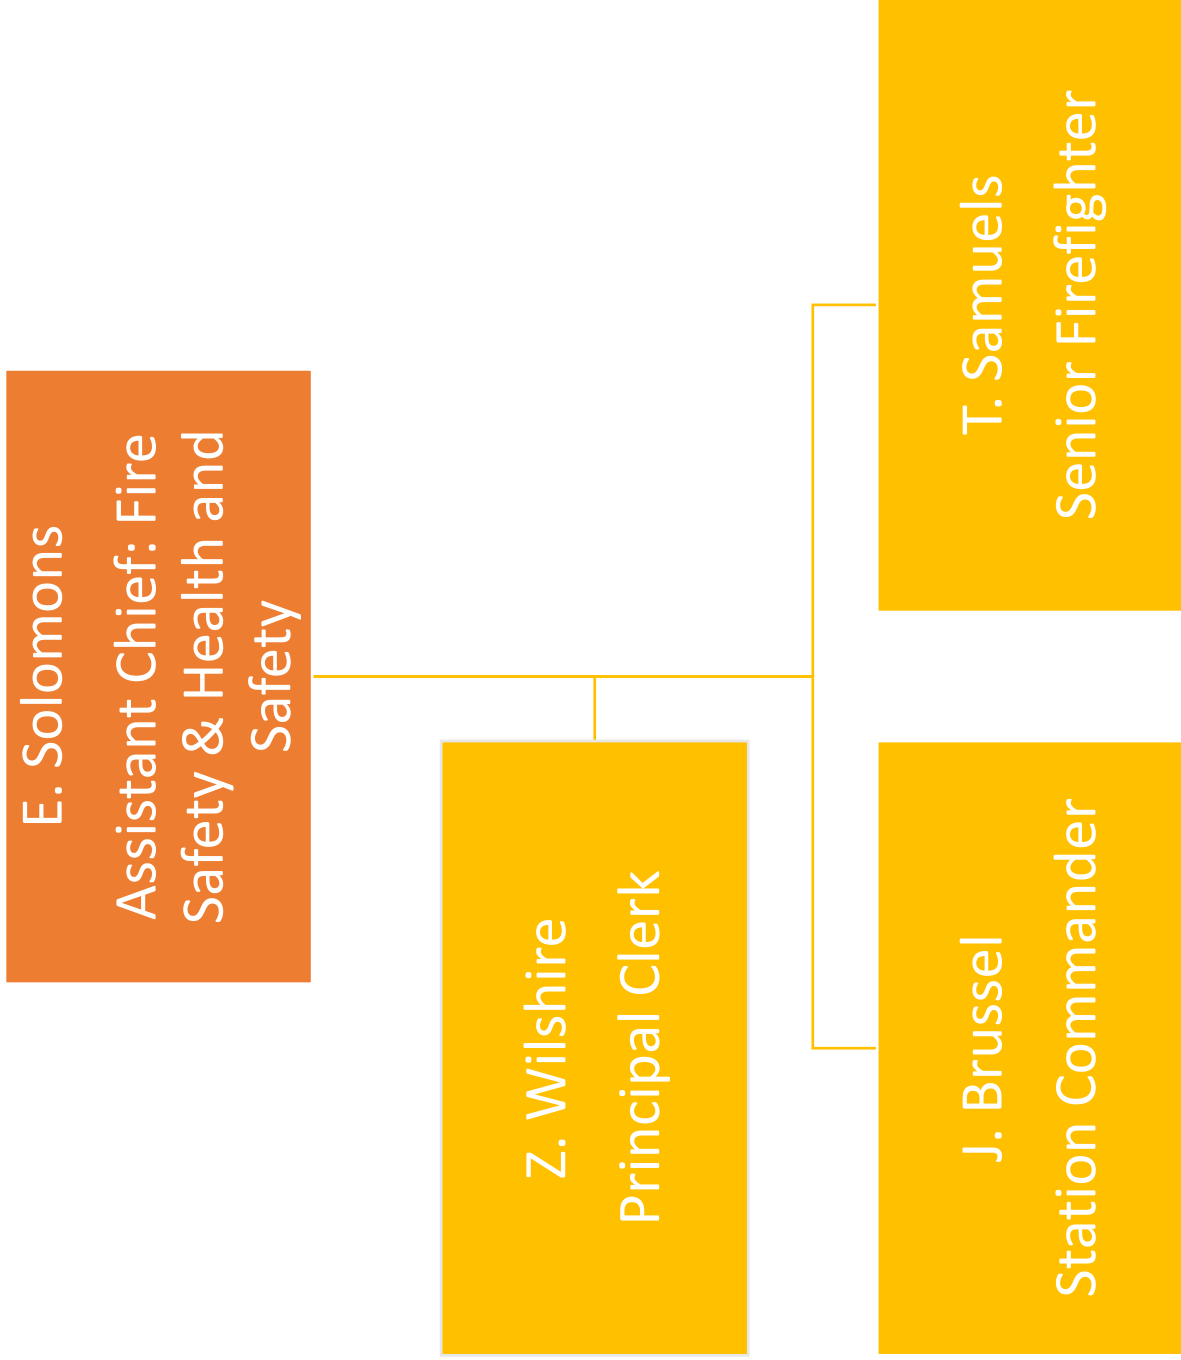 E. Solomons
Assistant Chief: Fire
Safety & Health and
Safety
Z. Wilshire
Principal Clerk
J. Brussel
Station Commander
T. Samuels
Senior Firefighter